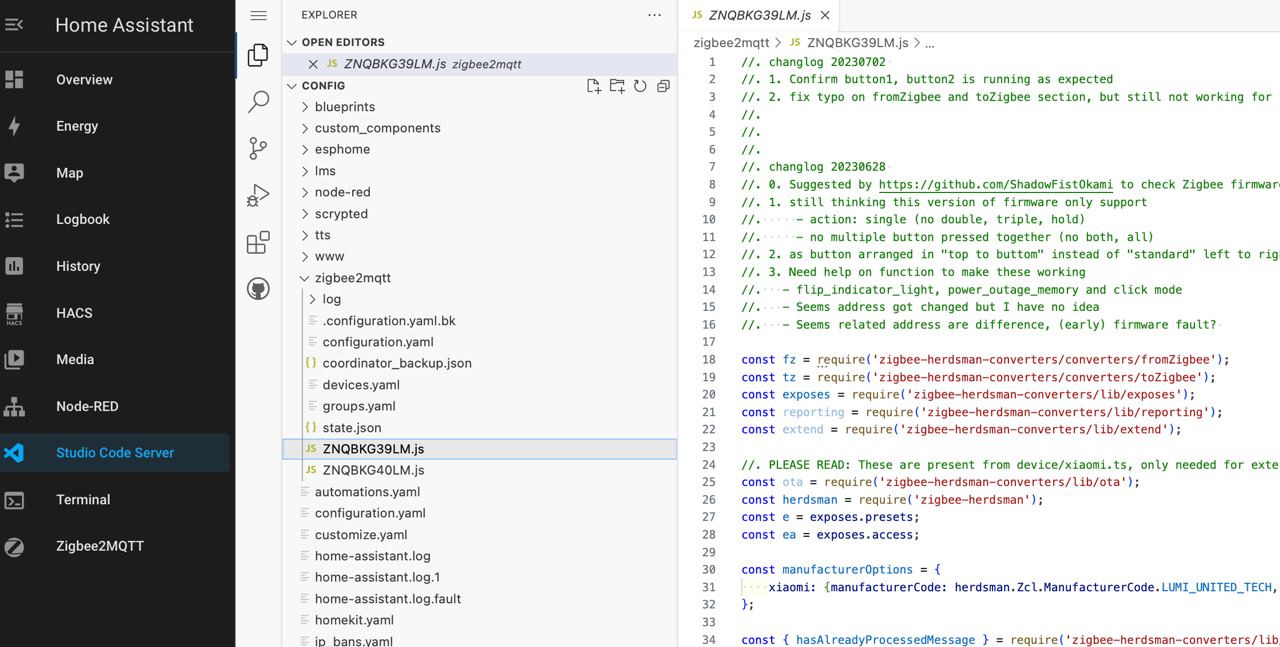 Home Assistant
Overview
Energy
Map
Logbook
History
HACS
HACS
Media
Node-RED
Studio Code Server
Terminal
Zigbee2MQTT
EXPLORER
OPEN EDITORS
JS ZNQBKG39LM.js zigbee2mqtt
CONFIG
blueprints
custom_components
esphome
lms
node-red
scrypted
tts
www
zigbee2mqtt
log
.configuration.yaml.bk
configuration.yaml
{} coordinator_backup.json
devices.yaml
groups.yaml
{} state.json
JS ZNQBKG39LM.js
JS ZNQBKG40LM.js
automations.yaml
configuration.yaml
customize.yaml
home-assistant.log
home-assistant.log.1
home-assistant.log.fault
homekit.yaml
ip_bans.yaml
JS ZNQBKG39LM.js
zigbee2mqtt > JS ZNQBKG39LM.js > ...
1 //. changlog 20230702
2 //. 1. Confirm button1, button2 is running as expected
3 //. 2. fix typo on fromZigbee and toZigbee section, but still not working for
4 //.
5 //.
6 //.
7 //. changlog 20230628
8 //. 0. Suggested by https://github.com/ShadowFistOkami to check Zigbee firmware
9 //. 1. still thinking this version of firmware only support
10 //. - action: single (no double, triple, hold)
11 //. - no multiple button pressed together (no both, all)
12 //. 2. as button arranged in "top to buttom" instead of "standard" left to rig
13 //. 3. Need help on function to make these working
14 //. - flip_indicator_light, power_outage_memory and click mode
15 //. - Seems address got changed but I have no idea
16 //. - Seems related address are difference, (early) firmware fault?
17
18 const fz = require('zigbee-herdsman-converters/converters/fromZigbee');
19 const tz = require('zigbee-herdsman-converters/converters/toZigbee');
20 const exposes = require('zigbee-herdsman-converters/lib/exposes');
21 const reporting = require('zigbee-herdsman-converters/lib/reporting');
22 const extend = require('zigbee-herdsman-converters/lib/extend');
23
24 //. PLEASE READ: These are present from device/xiaomi.ts, only needed for exte
25 const ota = require('zigbee-herdsman-converters/lib/ota');
26 const herdsman = require('zigbee-herdsman');
27 const e = exposes.presets;
28 const ea = exposes.access;
29
30 const manufacturerOptions = {
31 xiaomi: {manufacturerCode: herdsman.Zcl.ManufacturerCode.LUMI_UNITED_TECH,
32 };
33
34 const { hasAlreadyProcessedMessage } = require('zigbee-herdsman-converters/lib